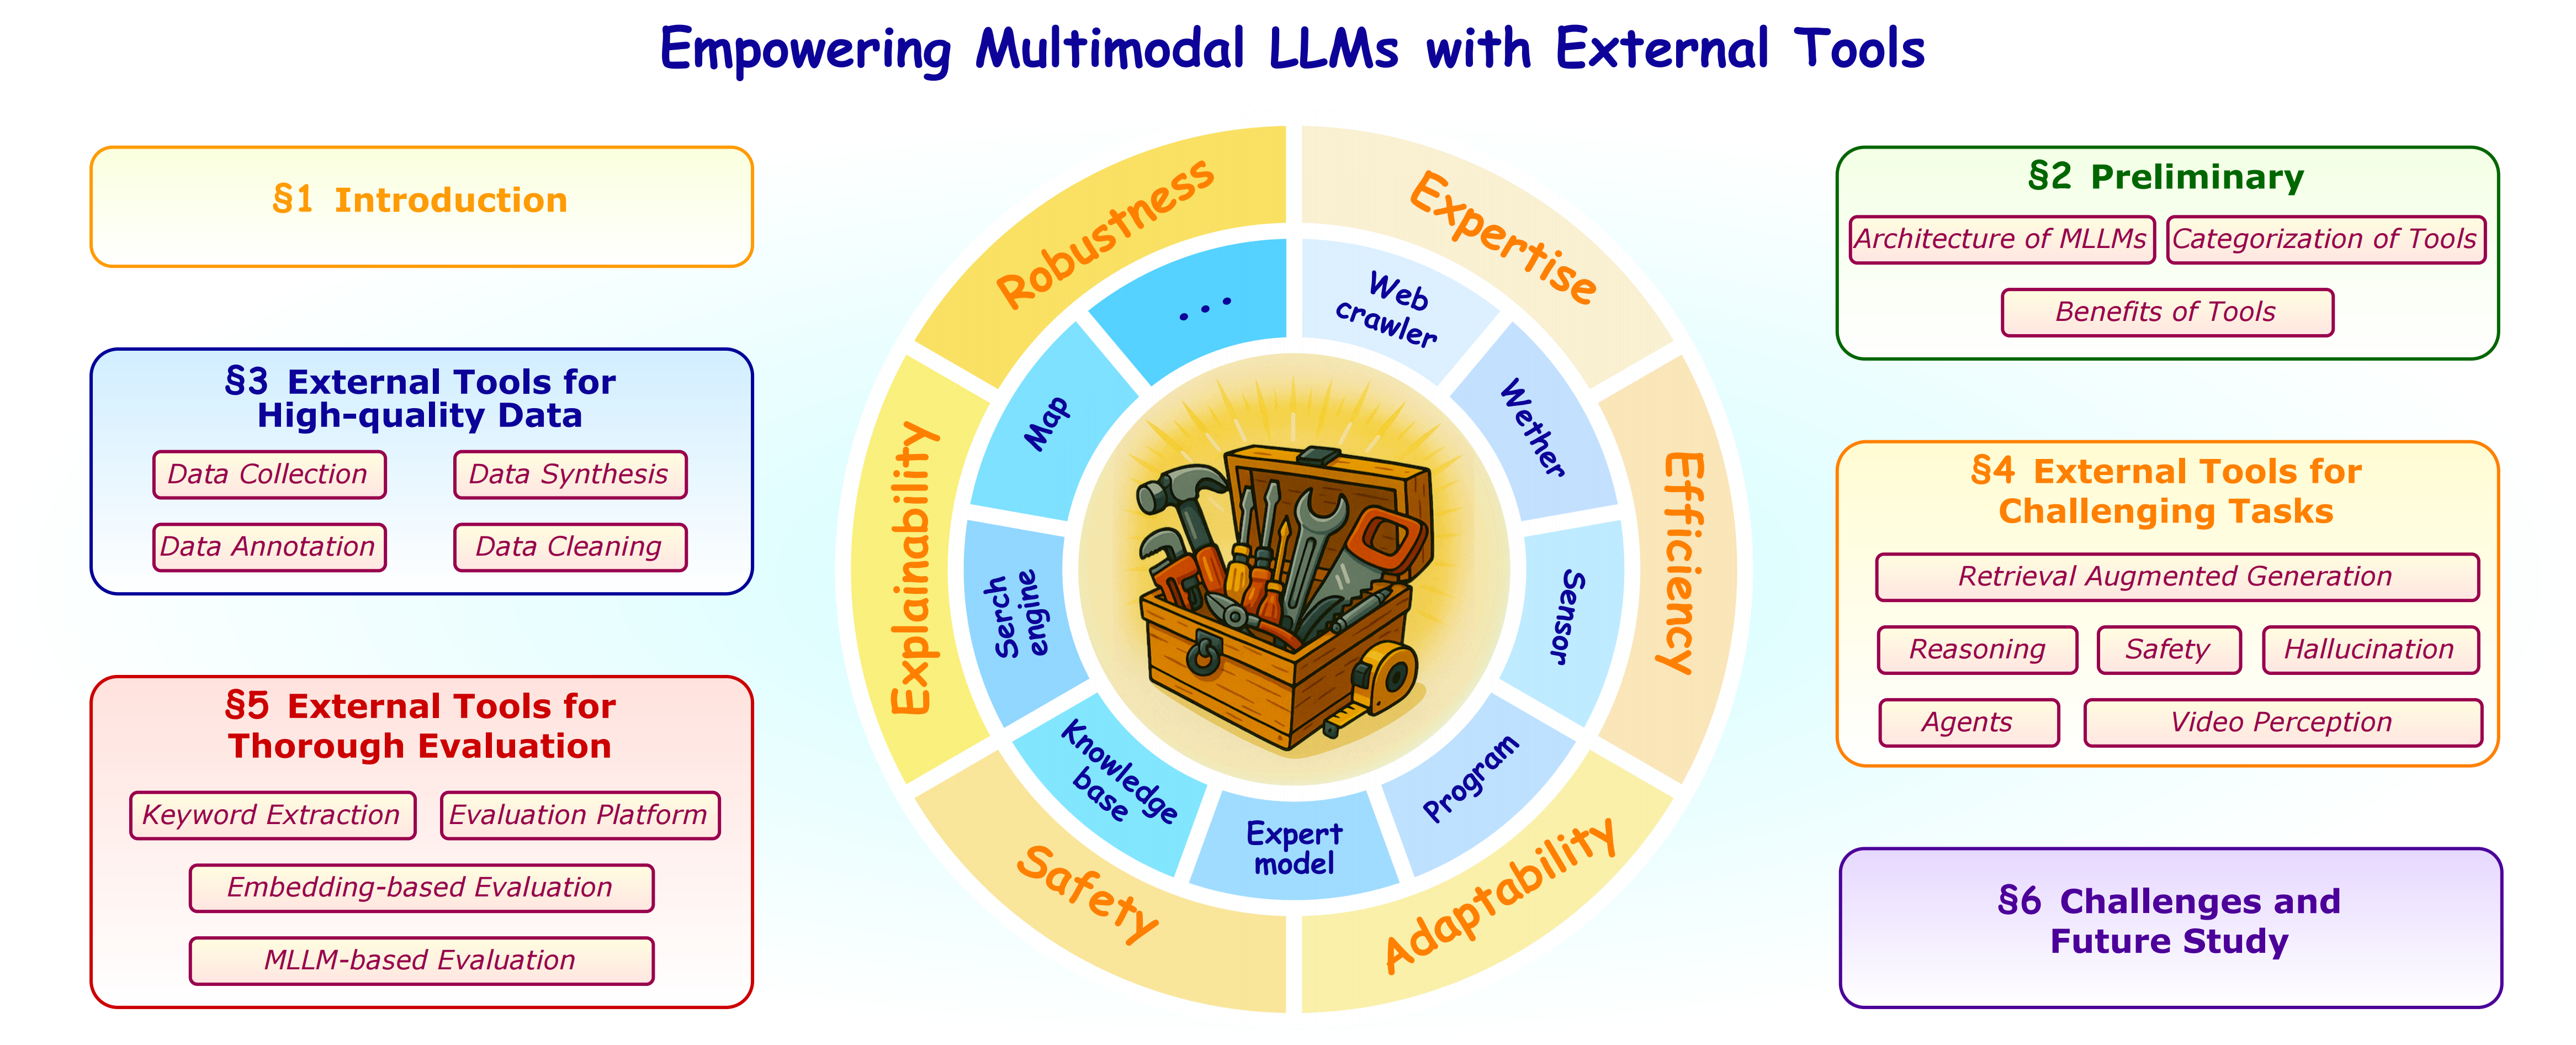 Empowering Multimodal LLMs with External Tools
§1 Introduction
§3 External Tools for
High-quality Data
Data Collection
Data Synthesis
Data Annotation
Data Cleaning
§5 External Tools for
Thorough Evaluation
Keyword Extraction
Evaluation Platform
Embedding-based Evaluation
MLLM-based Evaluation
Robustness
Expertise
Efficiency
Adaptability
Safety
Explainability
. . .
Web
crawler
Wether
Sensor
Program
Expert
model
Knowledge
base
Serch
engine
Map
§2 Preliminary
Architecture of MLLMs
Categorization of Tools
Benefits of Tools
§4 External Tools for
Challenging Tasks
Retrieval Augmented Generation
Reasoning
Safety
Hallucination
Agents
Video Perception
§6 Challenges and
Future Study